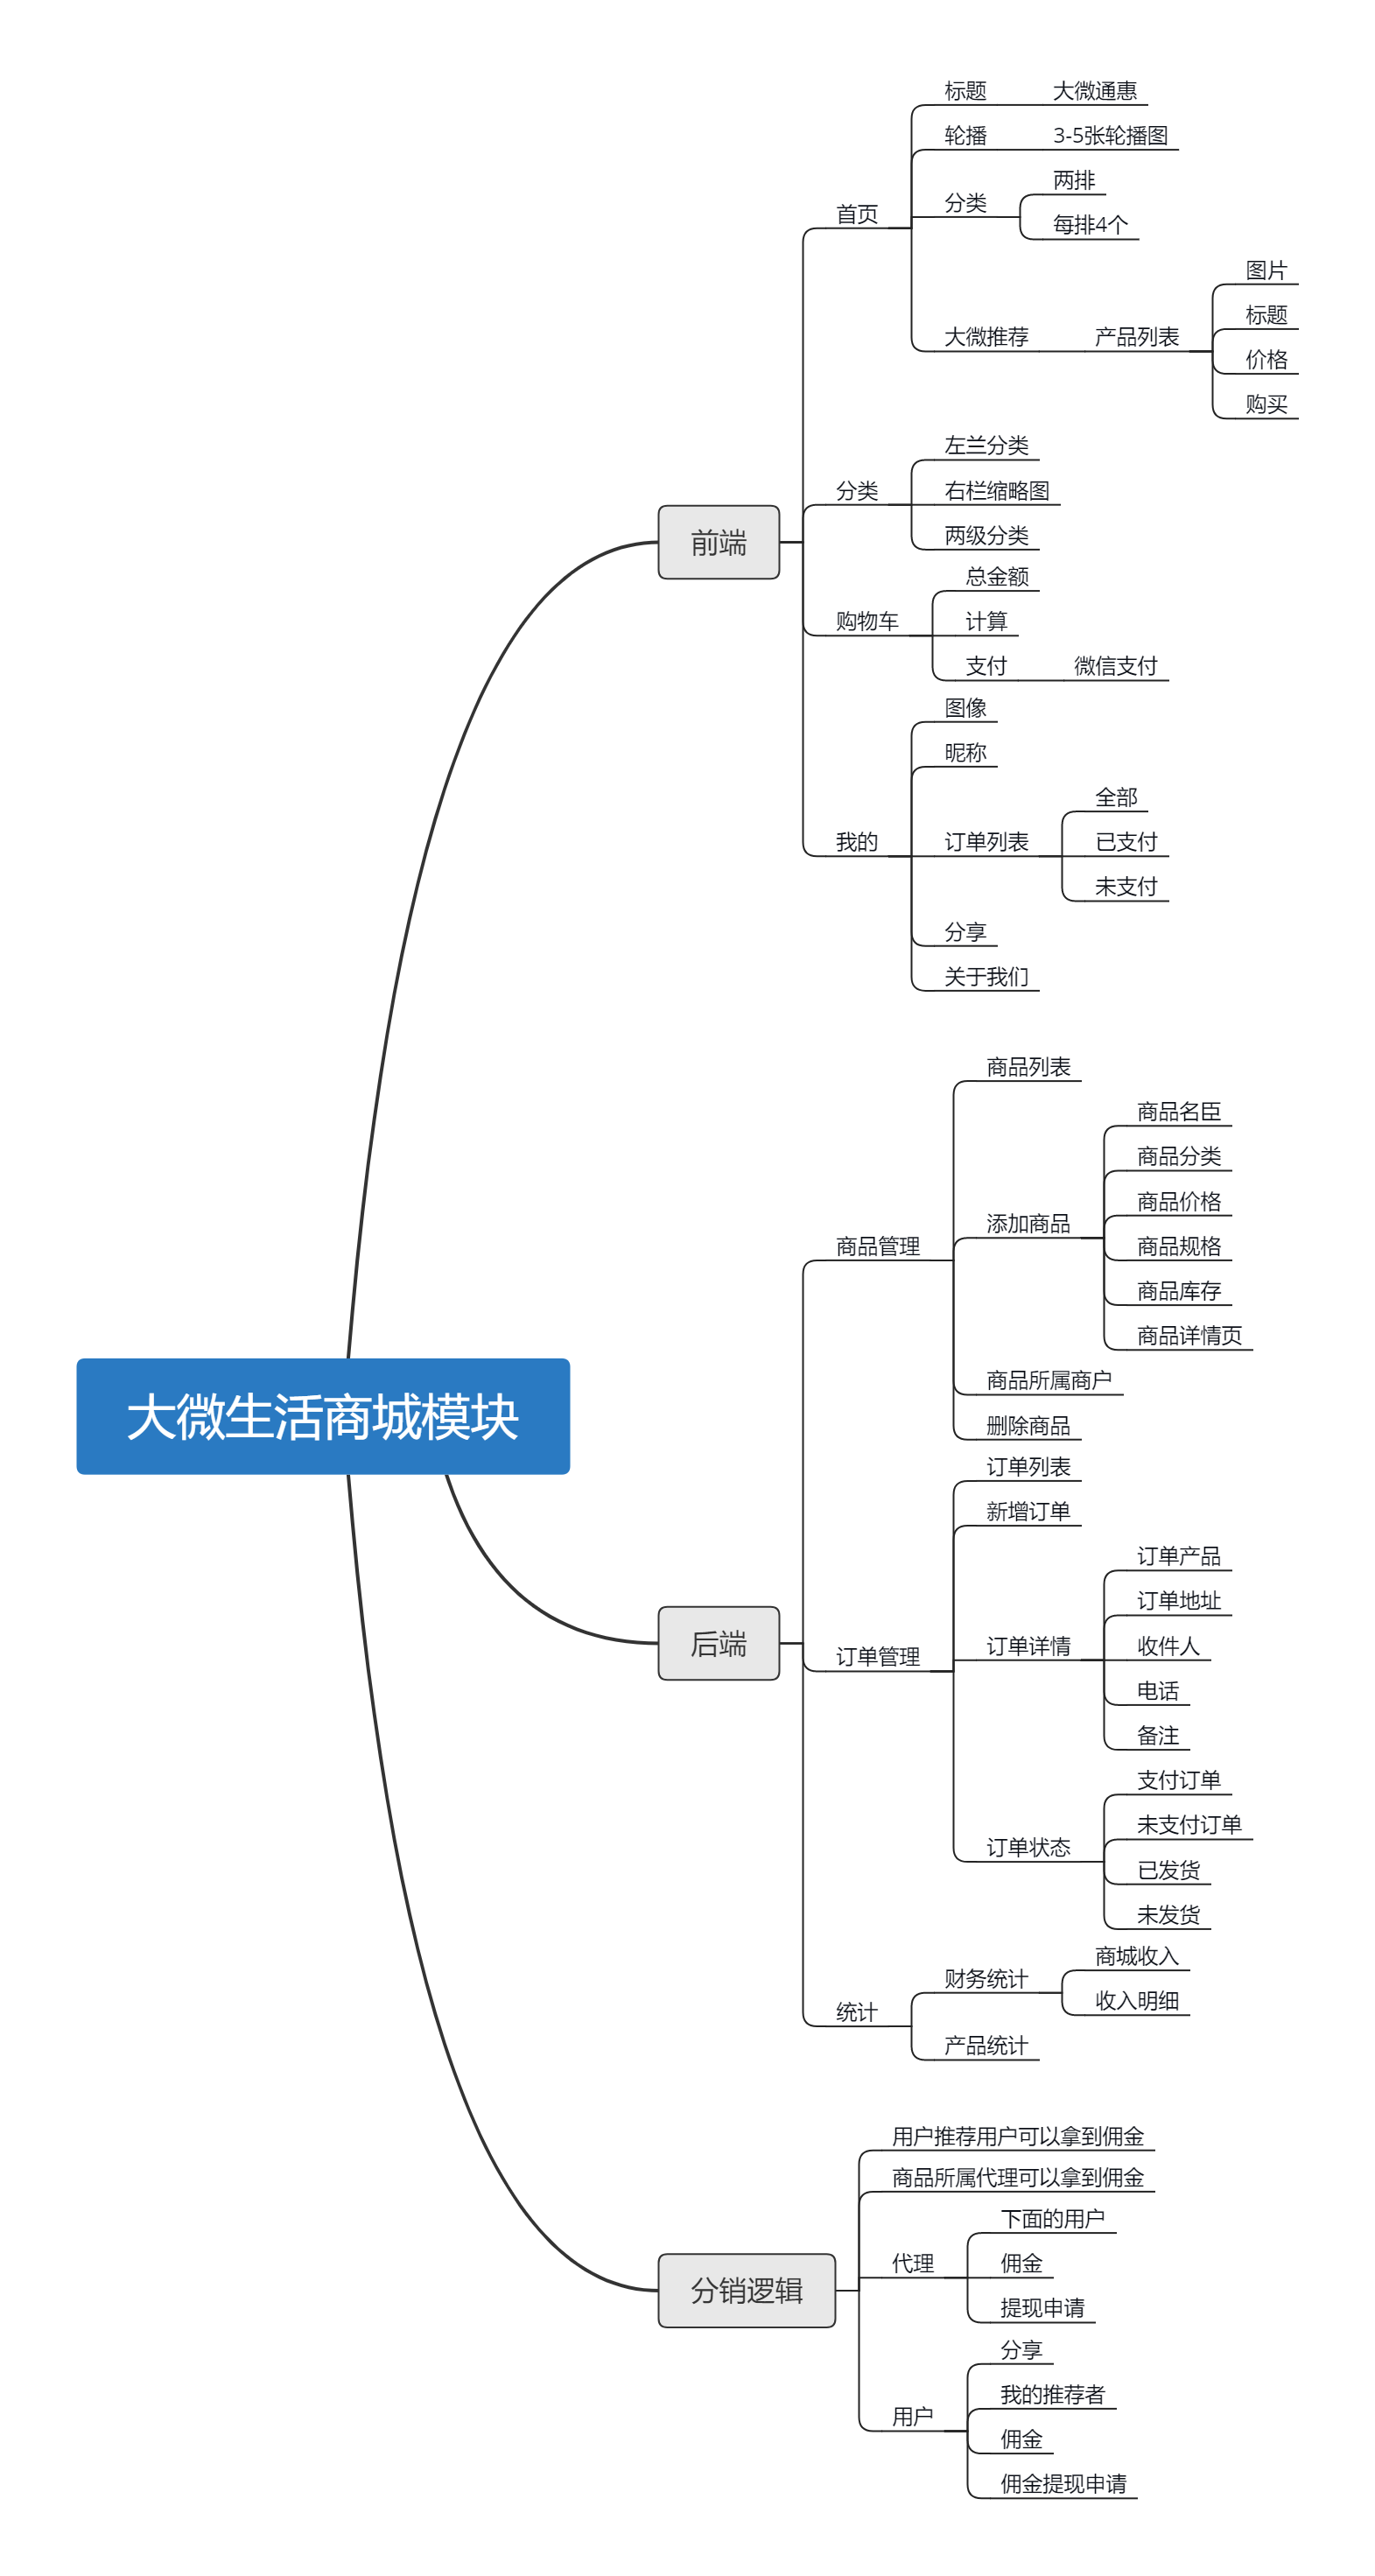 大微生活商城模块
前端
首页
标题
大微通惠
轮播
3-5张轮播图
分类
两排
每排4个
大微推荐
产品列表
图片
标题
价格
购买
分类
左兰分类
右栏缩略图
两级分类
购物车
总金额
计算
支付
微信支付
我的
图像
昵称
订单列表
全部
已支付
未支付
分享
关于我们
后端
商品管理
商品列表
添加商品
商品名臣
商品分类
商品价格
商品规格
商品库存
商品详情页
商品所属商户
删除商品
订单管理
订单列表
新增订单
订单详情
订单产品
订单地址
收件人
电话
备注
订单状态
支付订单
未支付订单
已发货
未发货
统计
财务统计
商城收入
收入明细
产品统计
分销逻辑
用户推荐用户可以拿到佣金
商品所属代理可以拿到佣金
代理
下面的用户
佣金
提现申请
用户
分享
我的推荐者
佣金
佣金提现申请